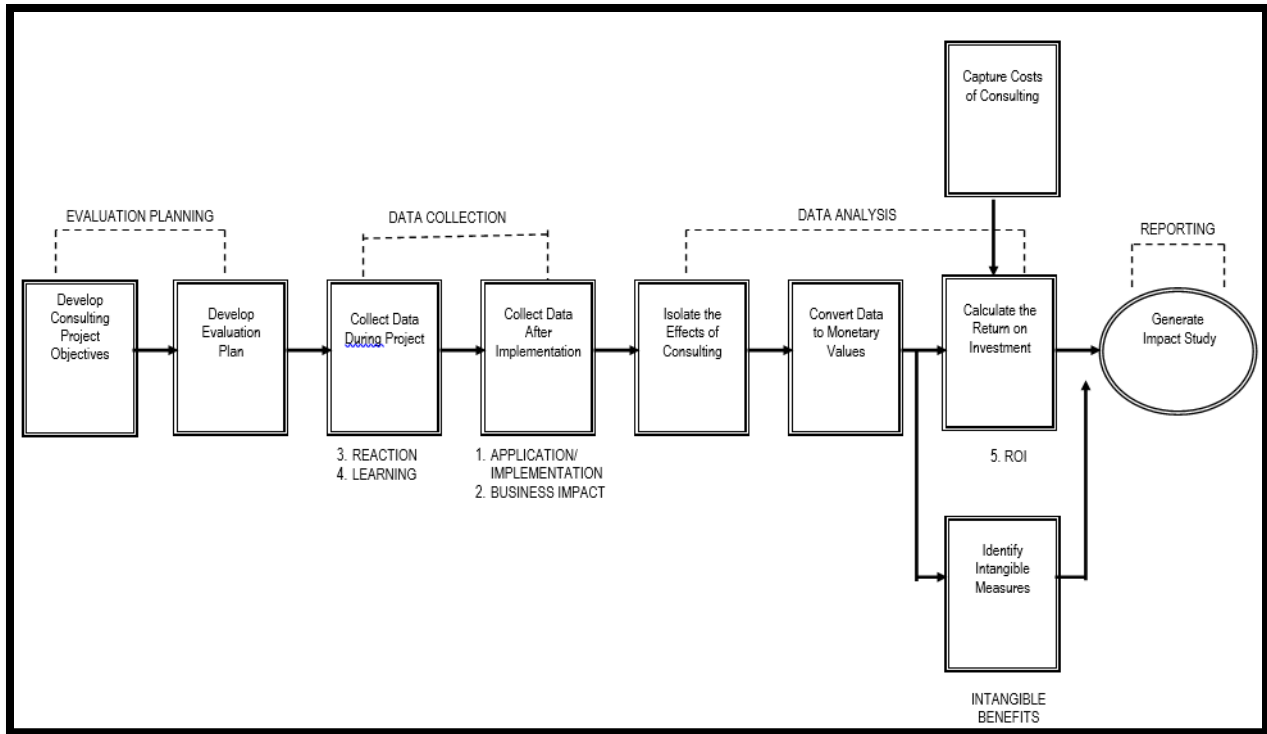 Capture Costs
of Consulting
EVALUATION PLANNING
DATA COLLECTION
DATA ANALYSIS
REPORTING
Develop
Consulting
Project
Objectives
Develop
Evaluation
Plan
Collect Data
During Project
Collect Data
After
Implementation
Isolate the
Effects of
Consulting
Convert Data
to Monetary
Values
Calculate the
Return on
Investment
Generate
Impact Study
3. REACTION
4. LEARNING
1. APPLICATION/
IMPLEMENTATION
2. BUSINESS IMPACT
5. ROI
Identify
Intangible
Measures
INTANGIBLE
BENEFITS